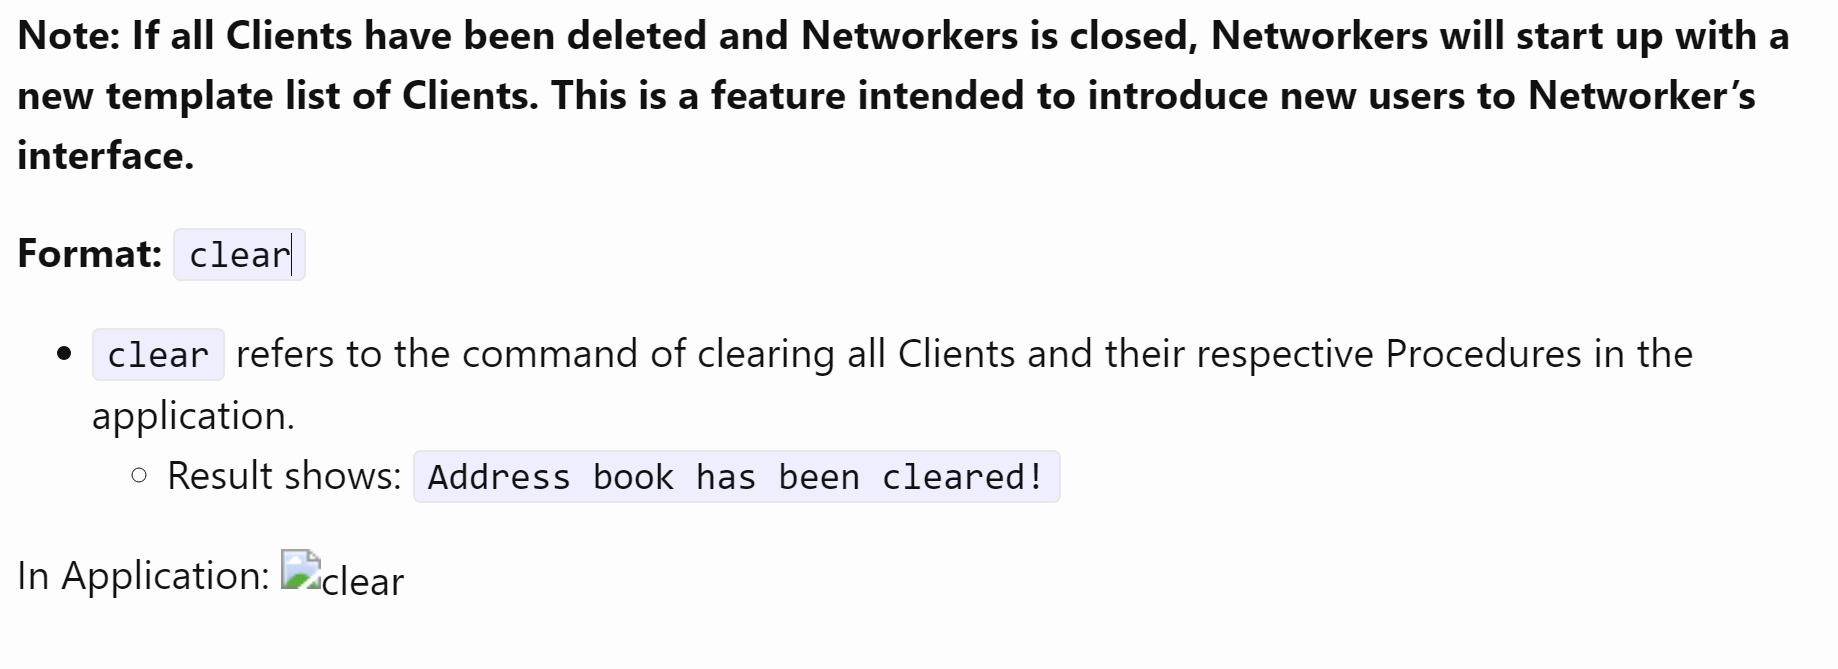 Note: If all Clients have been deleted and Networkers is closed, Networkers will start up with a
new template list of Clients. This is a feature intended to introduce new users to Networker’s
interface.
Format: clear
clear refers to the command of clearing all Clients and their respective Procedures in the
application.
Result shows: Address book has been cleared!
In Application: clear